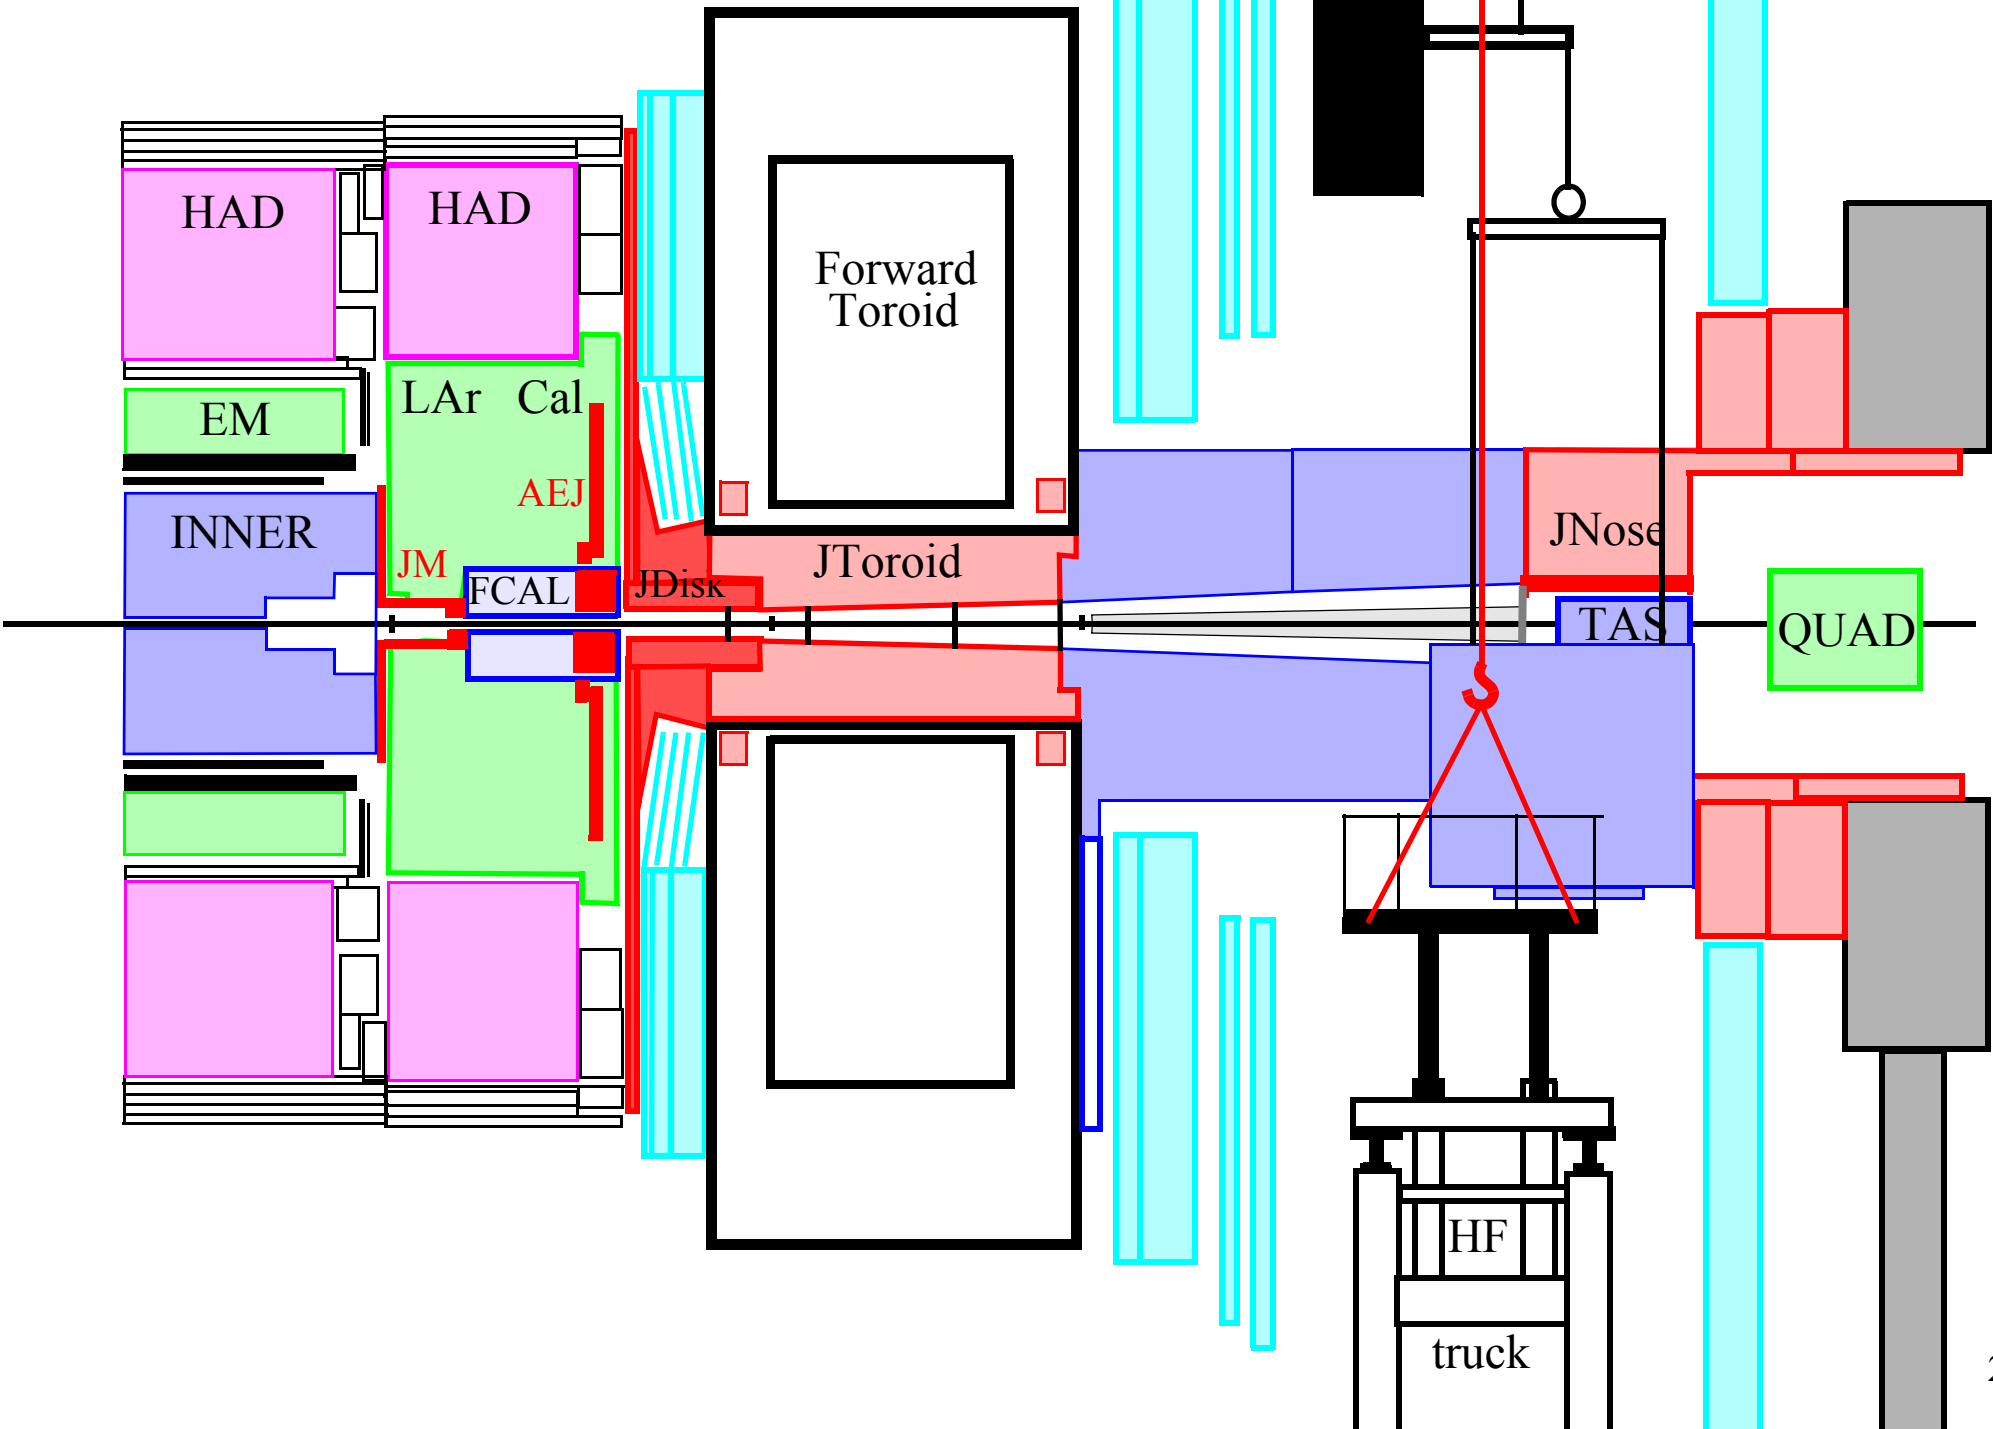 HAD
HAD
Forward
Toroid
LAr Cal
EM
AEJ
INNER
JNose
JM
JToroid
FCAL
JDisk
TAS
QUAD
HF
truck